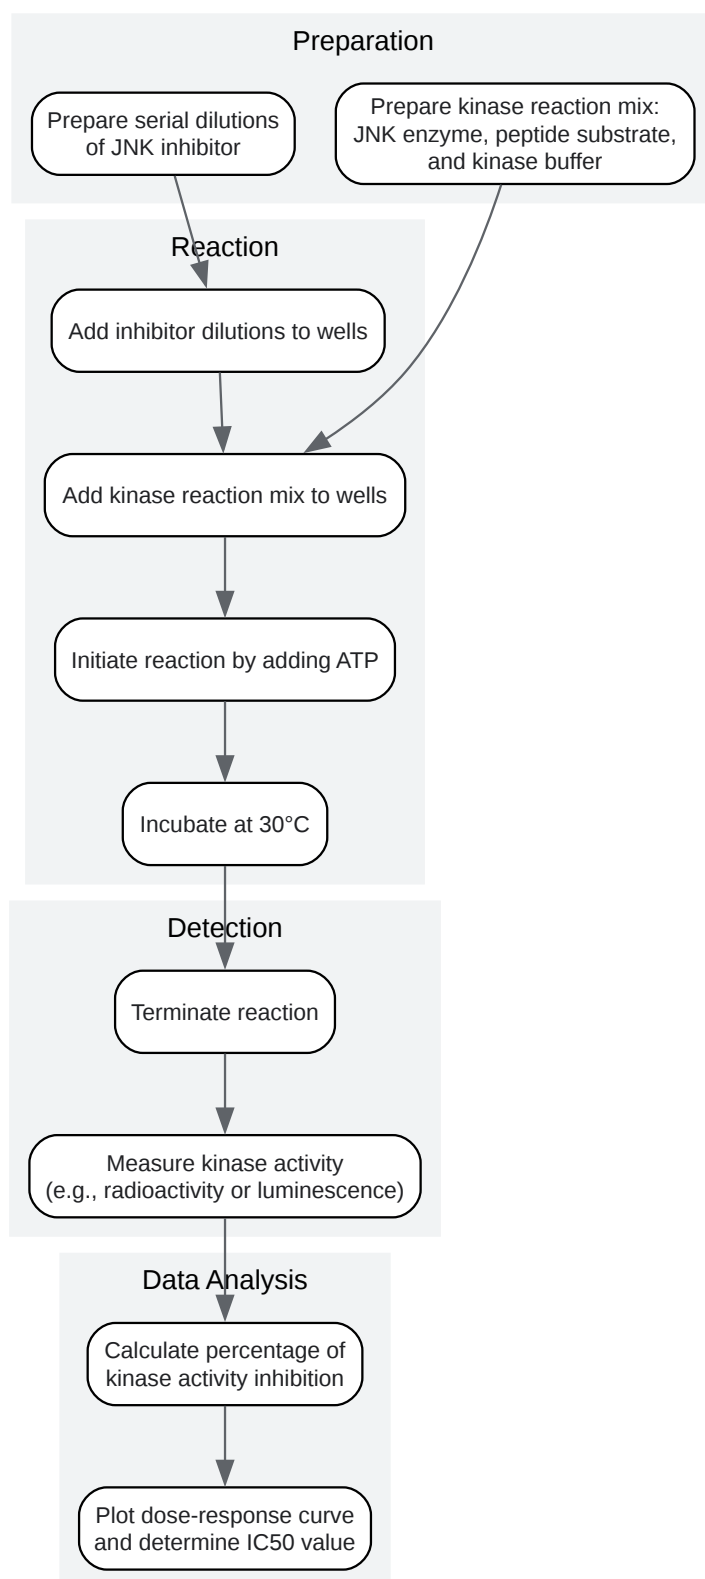 Preparation
Prepare serial dilutions
of JNK inhibitor
Prepare kinase reaction mix:
JNK enzyme, peptide substrate,
and kinase buffer
Reaction
Add inhibitor dilutions to wells
Add kinase reaction mix to wells
Initiate reaction by adding ATP
Incubate at 30°C
Detection
Terminate reaction
Measure kinase activity
(e.g., radioactivity or luminescence)
Data Analysis
Calculate percentage of
kinase activity inhibition
Plot dose-response curve
and determine IC50 value